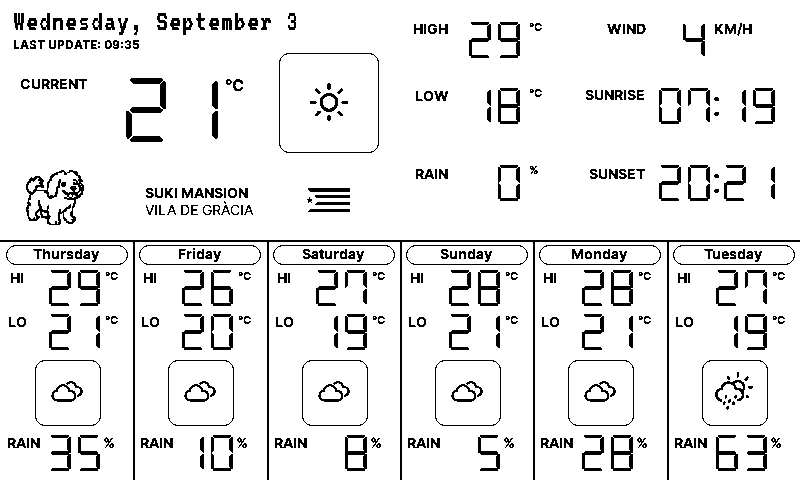 Wednesday, September 3
LAST UPDATE: 09:35
CURRENT 21 °C
SUKI MANSION
VILA DE GRÀCIA
HIGH 29 °C
LOW 18 °C
RAIN 0 %
WIND 4 KM/H
SUNRISE 07:19
SUNSET 20:21
Thursday
HI 29 °C
LO 21 °C
RAIN 35 %
Friday
HI 26 °C
LO 20 °C
RAIN 10 %
Saturday
HI 27 °C
LO 19 °C
RAIN 8 %
Sunday
HI 28 °C
LO 21 °C
RAIN 5 %
Monday
HI 28 °C
LO 21 °C
RAIN 28 %
Tuesday
HI 27 °C
LO 19 °C
RAIN 63 %